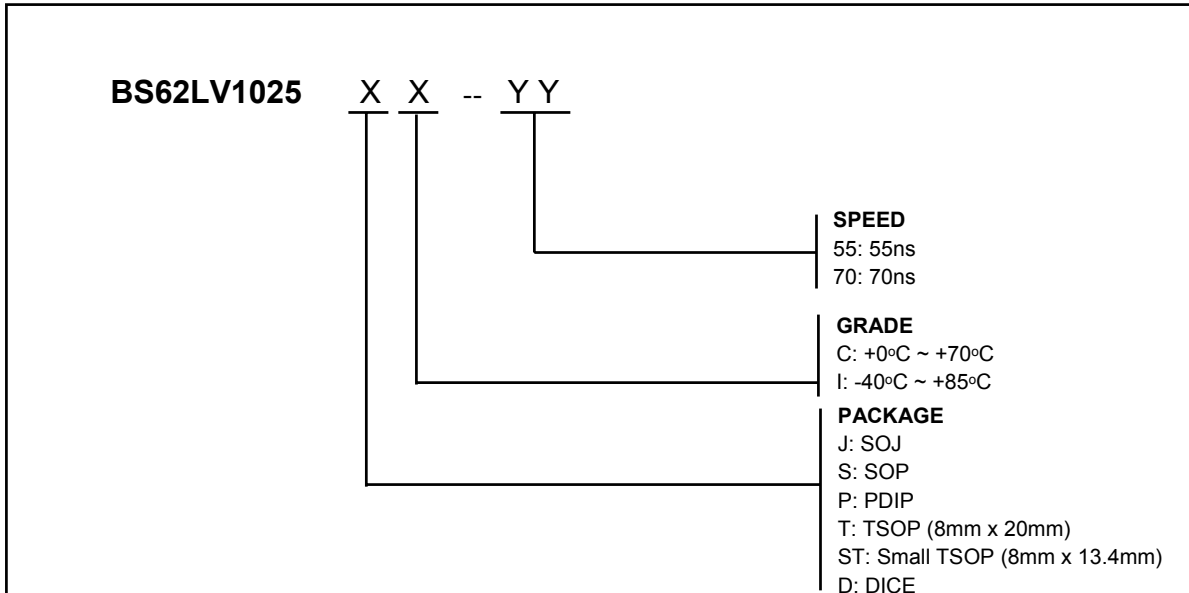 BS62LV1025 X X -- Y Y
SPEED
55: 55ns
70: 70ns
GRADE
C: +0oC ~ +70oC
I: -40oC ~ +85oC
PACKAGE
J: SOJ
S: SOP
P: PDIP
T: TSOP (8mm x 20mm)
ST: Small TSOP (8mm x 13.4mm)
D: DICE